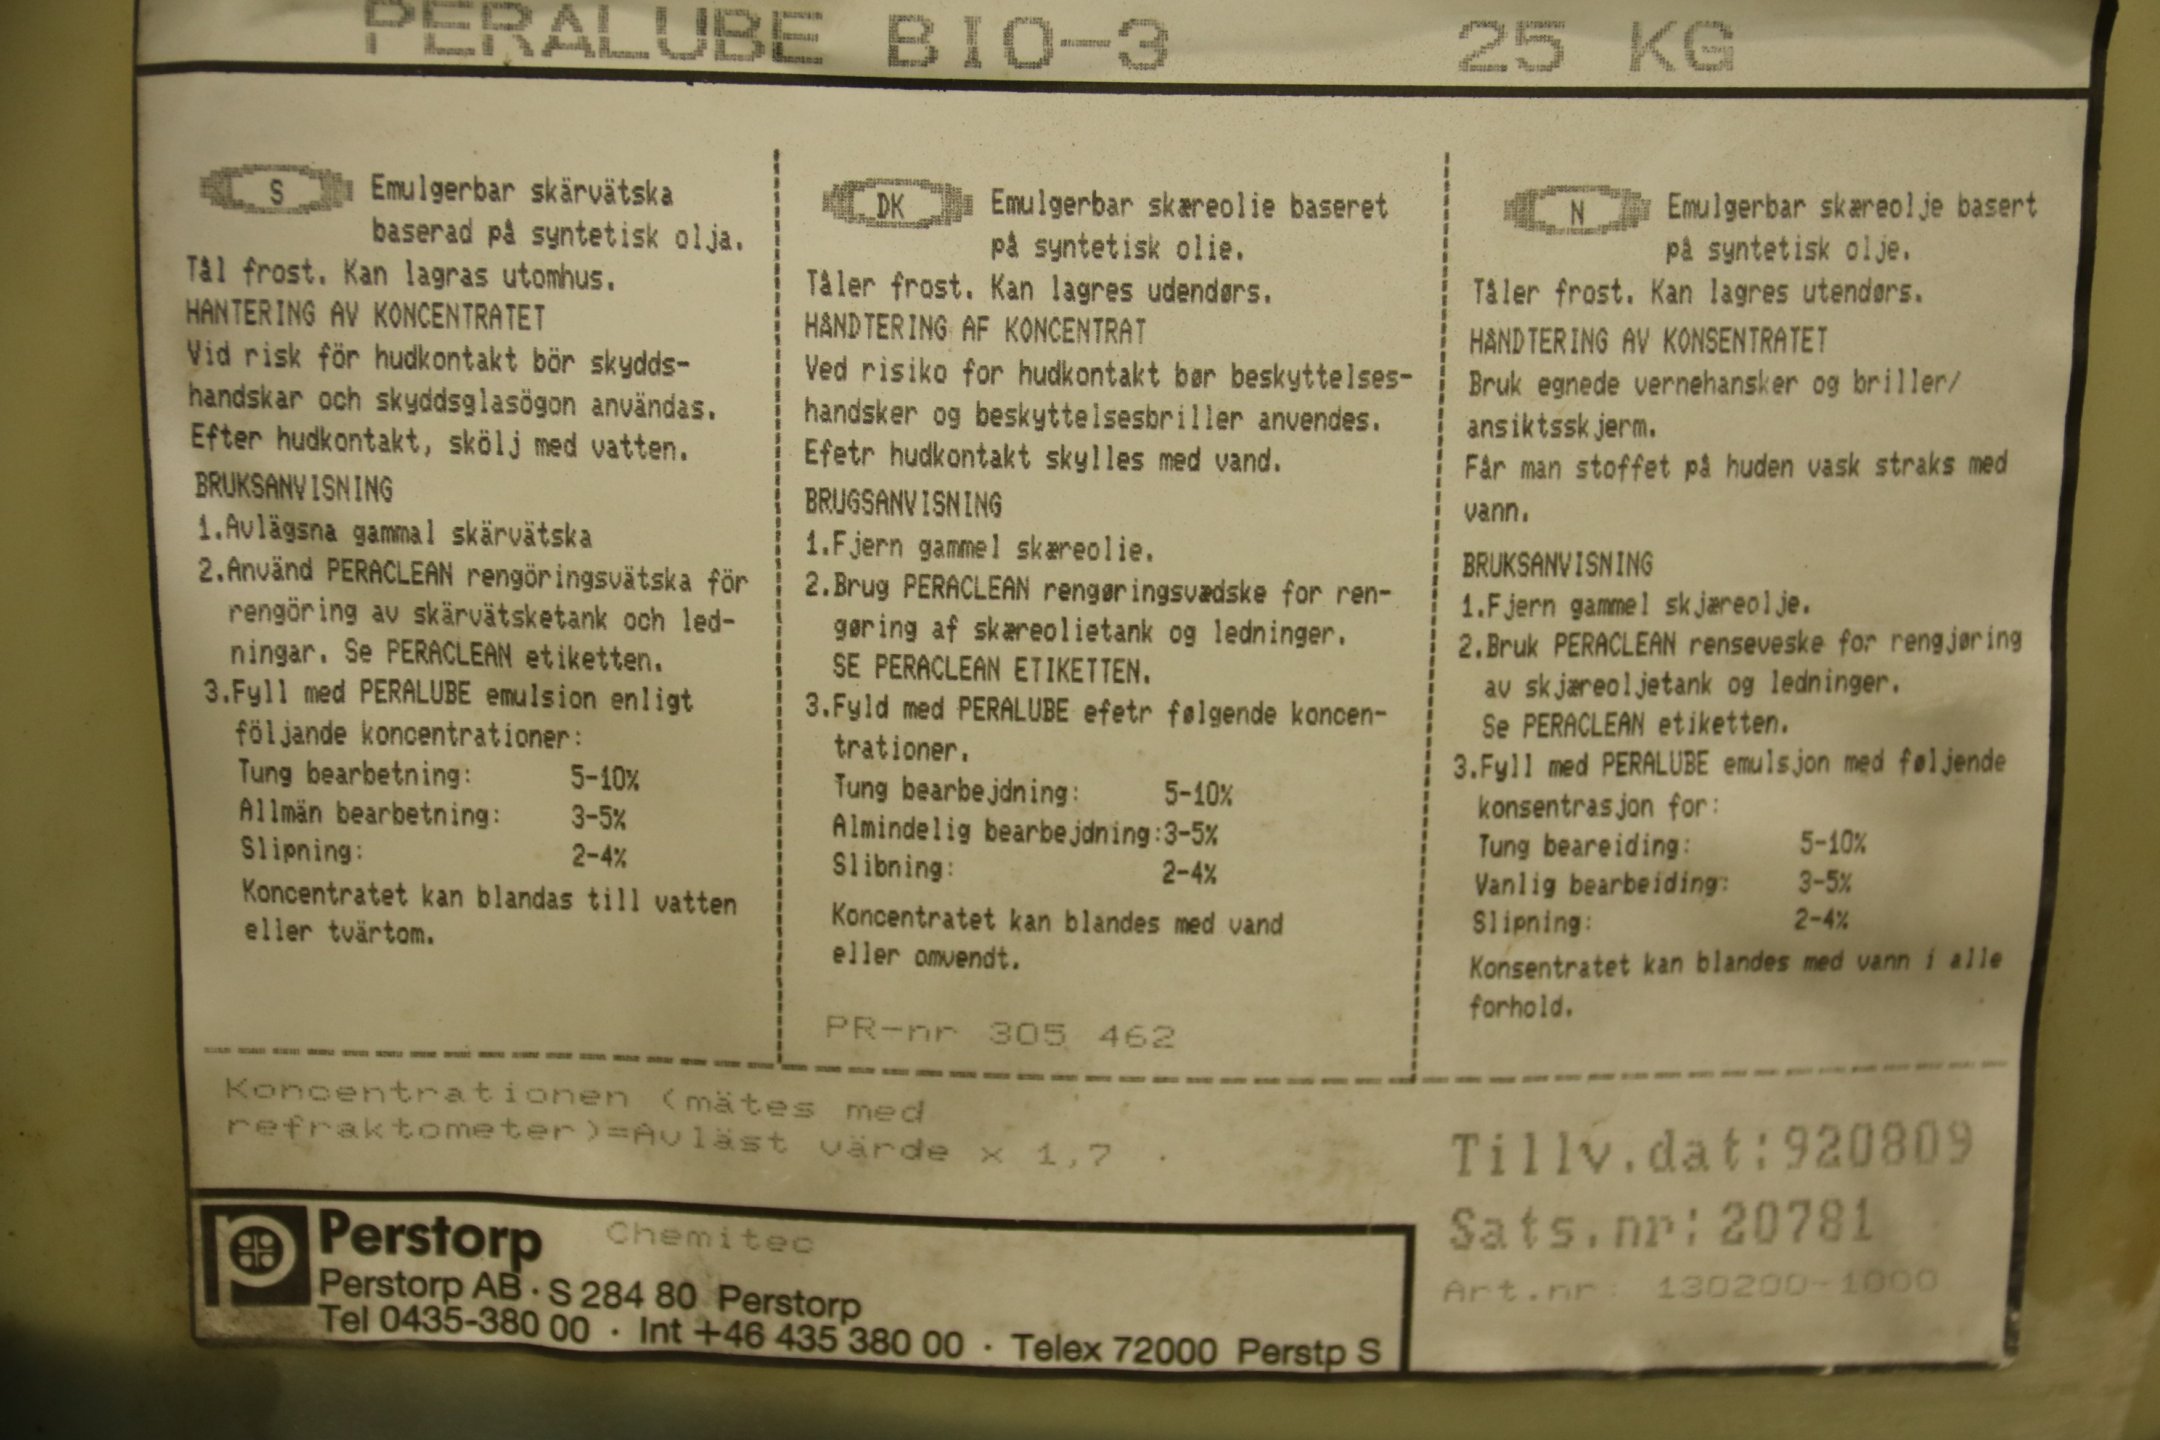 PERALUBE BIO-3 25 KG
S Emulgerbar skärvätska
baserad på syntetisk olja.
Tål frost. Kan lagras utomhus.
HANTERING AV KONCENTRATET
Vid risk för hudkontakt bör skydds-
handskar och skyddsglasögon användas.
Efter hudkontakt, skölj med vatten.
BRUKSANVISNING
1.Avlägsna gammal skärvätska
2.Använd PERACLEAN rengöringsvätska för
rengöring av skärvätsketank och led-
ningar. Se PERACLEAN etiketten.
3.Fyll med PERALUBE emulsion enligt
följande koncentrationer:
Tung bearbetning: 5-10%
Allmän bearbetning: 3-5%
Slipning: 2-4%
Koncentratet kan blandas till vatten
eller tvärtom.
DK Emulgerbar skæreolie baseret
på syntetisk olie.
Tåler frost. Kan lagres udendørs.
HÅNDTERING AF KONCENTRAT
Ved risiko for hudkontakt bør beskyttelses-
handsker og beskyttelsesbriller anvendes.
Efetr hudkontakt skylles med vand.
BRUGSANVISNING
1.Fjern gammel skæreolie.
2.Brug PERACLEAN rengøringsvædske for ren-
gøring af skæreolietank og ledninger.
SE PERACLEAN ETIKETTEN.
3.Fyld med PERALUBE efetr følgende koncen-
trationer.
Tung bearbejdning: 5-10%
Almindelig bearbejdning:3-5%
Slibning: 2-4%
Koncentratet kan blandes med vand
eller omvendt.
PR-nr 305 462
N Emulgerbar skæreolje basert
på syntetisk olje.
Tåler frost. Kan lagres utendørs.
HÅNDTERING AV KONSENTRATET
Bruk egnede vernehansker og briller/
ansiktsskjerm.
Får man stoffet på huden vask straks med
vann.
BRUKSANVISNING
1.Fjern gammel skjæreolje.
2.Bruk PERACLEAN renseveske for rengjøring
av skjæreoljetank og ledninger.
Se PERACLEAN etiketten.
3.Fyll med PERALUBE emulsjon med føljende
konsentrasjon for:
Tung beareiding: 5-10%
Vanlig bearbeiding: 3-5%
Slipning: 2-4%
Konsentratet kan blandes med vann i alle
forhold.
Koncentrationen (mätes med
refraktometer)=Avläst värde x 1,7
Tillv.dat:920809
Sats.nr:20781
Art.nr: 130200-1000
Perstorp Chemitec
Perstorp AB · S 284 80 Perstorp
Tel 0435-380 00 · Int +46 435 380 00 · Telex 72000 Perstp S